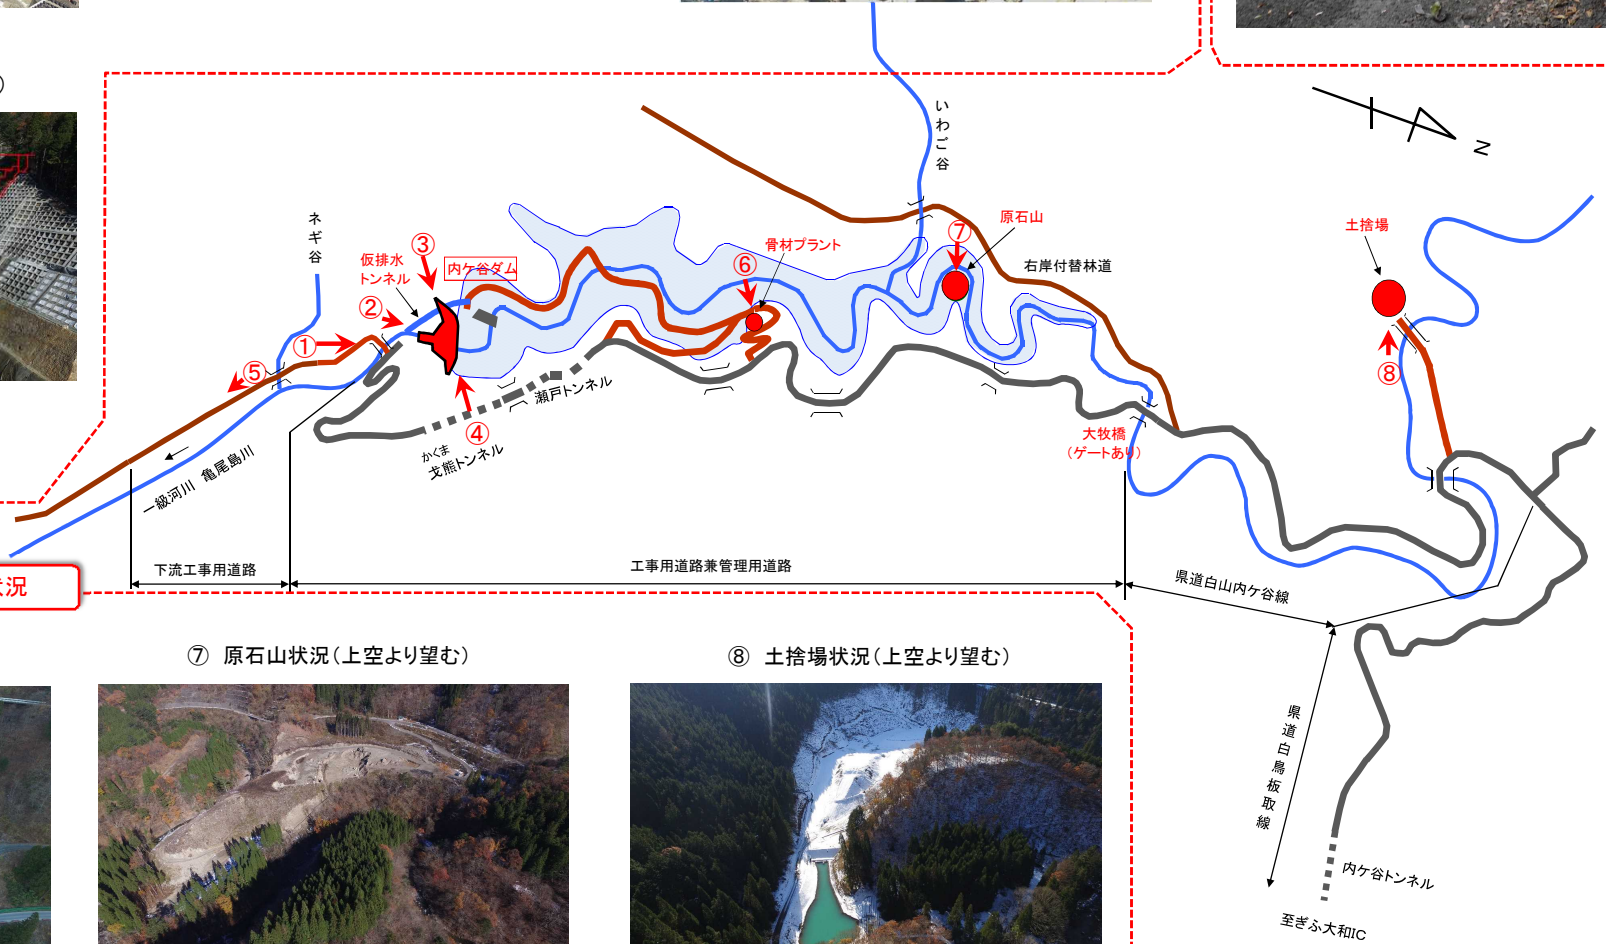 いわご谷
N
ネギ谷
③
仮排水
トンネル
内ケ谷ダム
骨材プラント
⑥
⑦
原石山
右岸付替林道
土捨場
②
①
⑤
⑧
④
瀬戸トンネル
かくま
戈熊トンネル
大牧橋
（ゲートあり）
一級河川 亀尾島川
下流工事用道路
工事用道路兼管理用道路
県道白山内ケ谷線
状況
⑦ 原石山状況（上空より望む）
⑧ 土捨場状況（上空より望む）
県道白鳥板取線
内ケ谷トンネル
至ぎふ大和IC